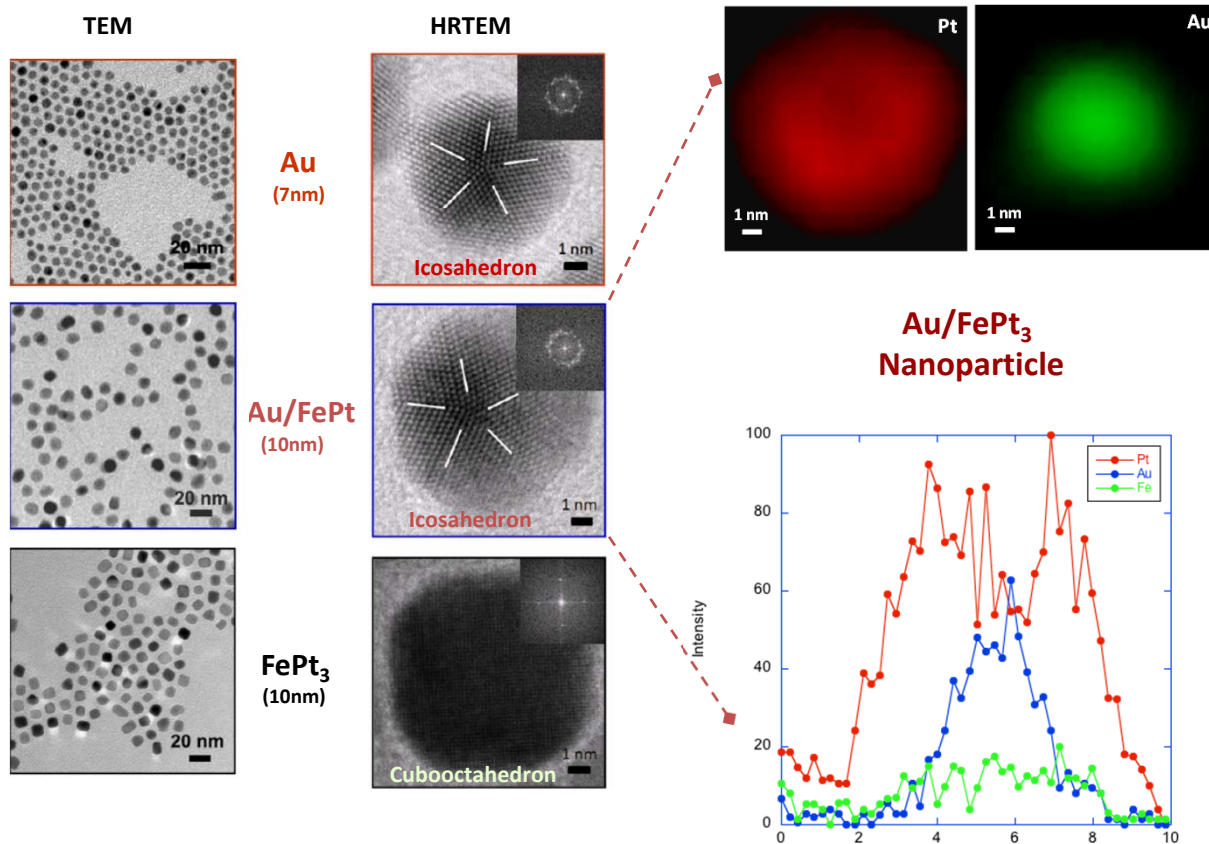 TEM
HRTEM
Pt
Au
1 nm
1 nm
20 nm
Au
(7nm)
1 nm
Icosahedron
20 nm
Au/FePt
(10nm)
1 nm
Icosahedron
20 nm
FePt₃
(10nm)
1 nm
Cubooctahedron
Au/FePt₃
Nanoparticle
Pt
Au
Fe
Intensity
100
80
60
40
20
0
0 2 4 6 8 10